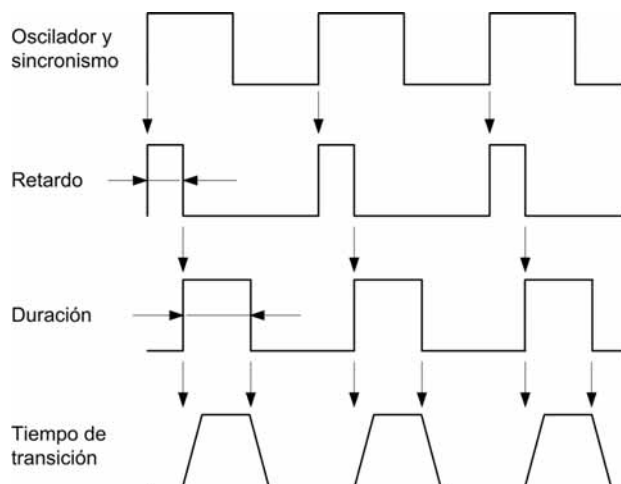 Oscilador y
sincronismo
Retardo
Duración
Tiempo de
transición